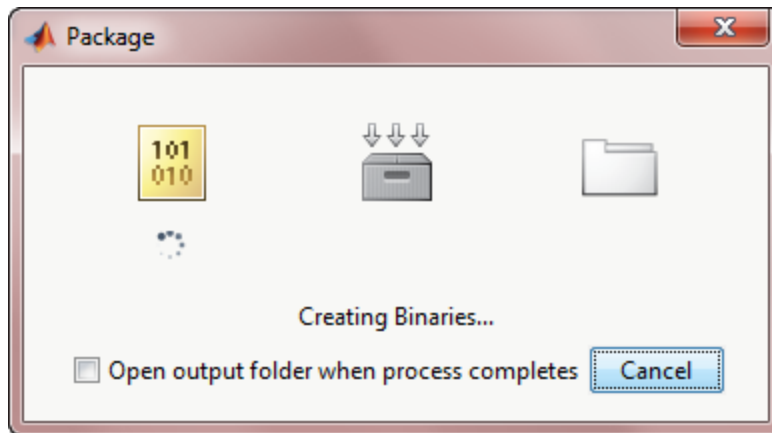 Package
101
010
Creating Binaries...
Open output folder when process completes
Cancel